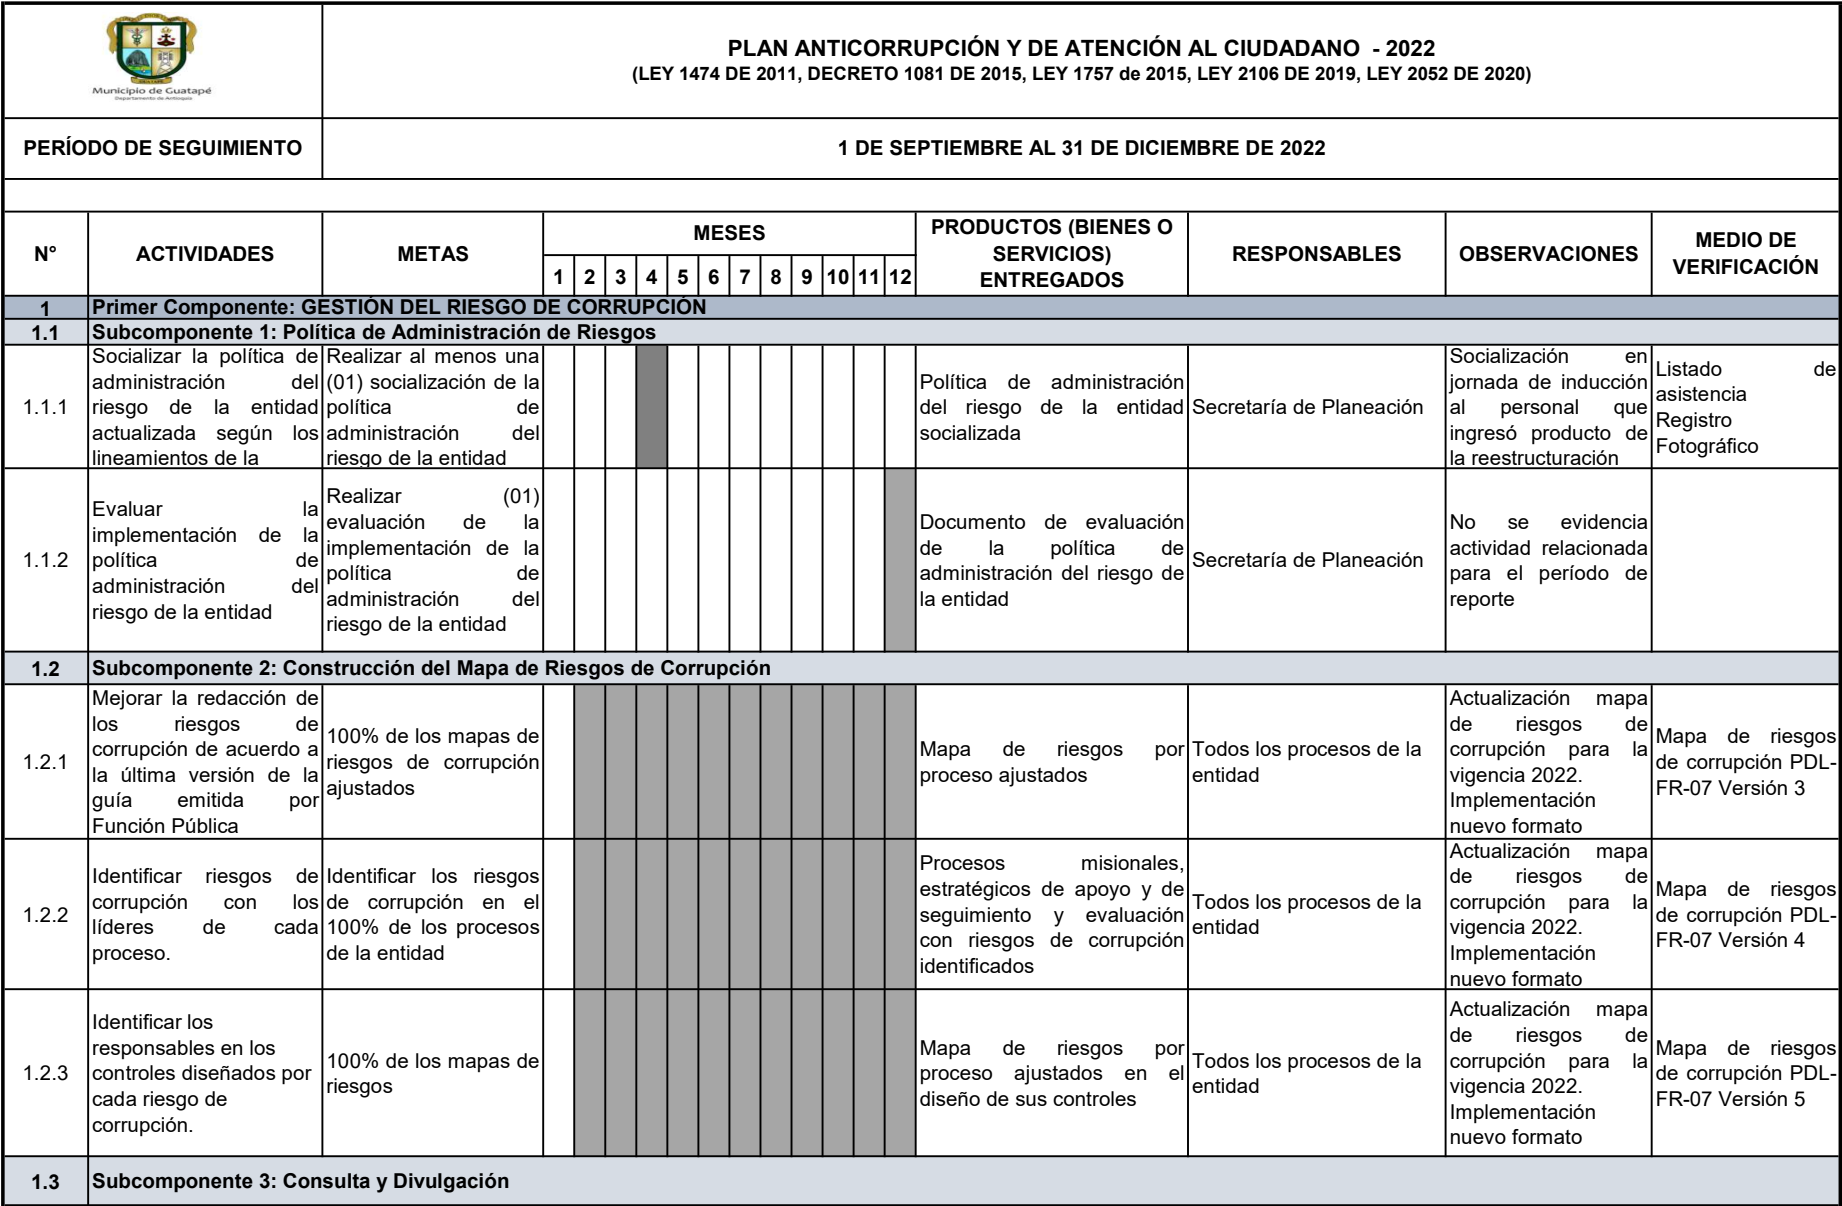 Municipio de Guatapé
Departamento de Antioquia
PLAN ANTICORRUPCIÓN Y DE ATENCIÓN AL CIUDADANO - 2022
(LEY 1474 DE 2011, DECRETO 1081 DE 2015, LEY 1757 de 2015, LEY 2106 DE 2019, LEY 2052 DE 2020)
PERÍODO DE SEGUIMIENTO
1 DE SEPTIEMBRE AL 31 DE DICIEMBRE DE 2022
N°
ACTIVIDADES
METAS
MESES
1 2 3 4 5 6 7 8 9 10 11 12
PRODUCTOS (BIENES O
SERVICIOS)
ENTREGADOS
RESPONSABLES
OBSERVACIONES
MEDIO DE
VERIFICACIÓN
1 Primer Componente: GESTIÓN DEL RIESGO DE CORRUPCIÓN
1.1 Subcomponente 1: Política de Administración de Riesgos
1.1.1
Socializar la política de
administración del
riesgo de la entidad
actualizada según los
lineamientos de la
Realizar al menos una
(01) socialización de la
política de
administración del
riesgo de la entidad
Política de administración
del riesgo de la entidad
socializada
Secretaría de Planeación
Socialización en
jornada de inducción
al personal que
ingresó producto de
la reestructuración
Listado de
asistencia
Registro
Fotográfico
1.1.2
Evaluar la
implementación de la
política de
administración del
riesgo de la entidad
Realizar (01)
evaluación de la
implementación de la
política de
administración del
riesgo de la entidad
Documento de evaluación
de la política de
administración del riesgo de
la entidad
Secretaría de Planeación
No se evidencia
actividad relacionada
para el período de
reporte
1.2 Subcomponente 2: Construcción del Mapa de Riesgos de Corrupción
1.2.1
Mejorar la redacción de
los riesgos de
corrupción de acuerdo a
la última versión de la
guía emitida por
Función Pública
100% de los mapas de
riesgos de corrupción
ajustados
Mapa de riesgos por
proceso ajustados
Todos los procesos de la
entidad
Actualización mapa
de riesgos de
corrupción para la
vigencia 2022.
Implementación
nuevo formato
Mapa de riesgos
de corrupción PDL-
FR-07 Versión 3
1.2.2
Identificar riesgos de
corrupción con los
líderes de cada
proceso.
Identificar los riesgos
de corrupción en el
100% de los procesos
de la entidad
Procesos misionales,
estratégicos de apoyo y de
seguimiento y evaluación
con riesgos de corrupción
identificados
Todos los procesos de la
entidad
Actualización mapa
de riesgos de
corrupción para la
vigencia 2022.
Implementación
nuevo formato
Mapa de riesgos
de corrupción PDL-
FR-07 Versión 4
1.2.3
Identificar los
responsables en los
controles diseñados por
cada riesgo de
corrupción.
100% de los mapas de
riesgos
Mapa de riesgos por
proceso ajustados en el
diseño de sus controles
Todos los procesos de la
entidad
Actualización mapa
de riesgos de
corrupción para la
vigencia 2022.
Implementación
nuevo formato
Mapa de riesgos
de corrupción PDL-
FR-07 Versión 5
1.3 Subcomponente 3: Consulta y Divulgación